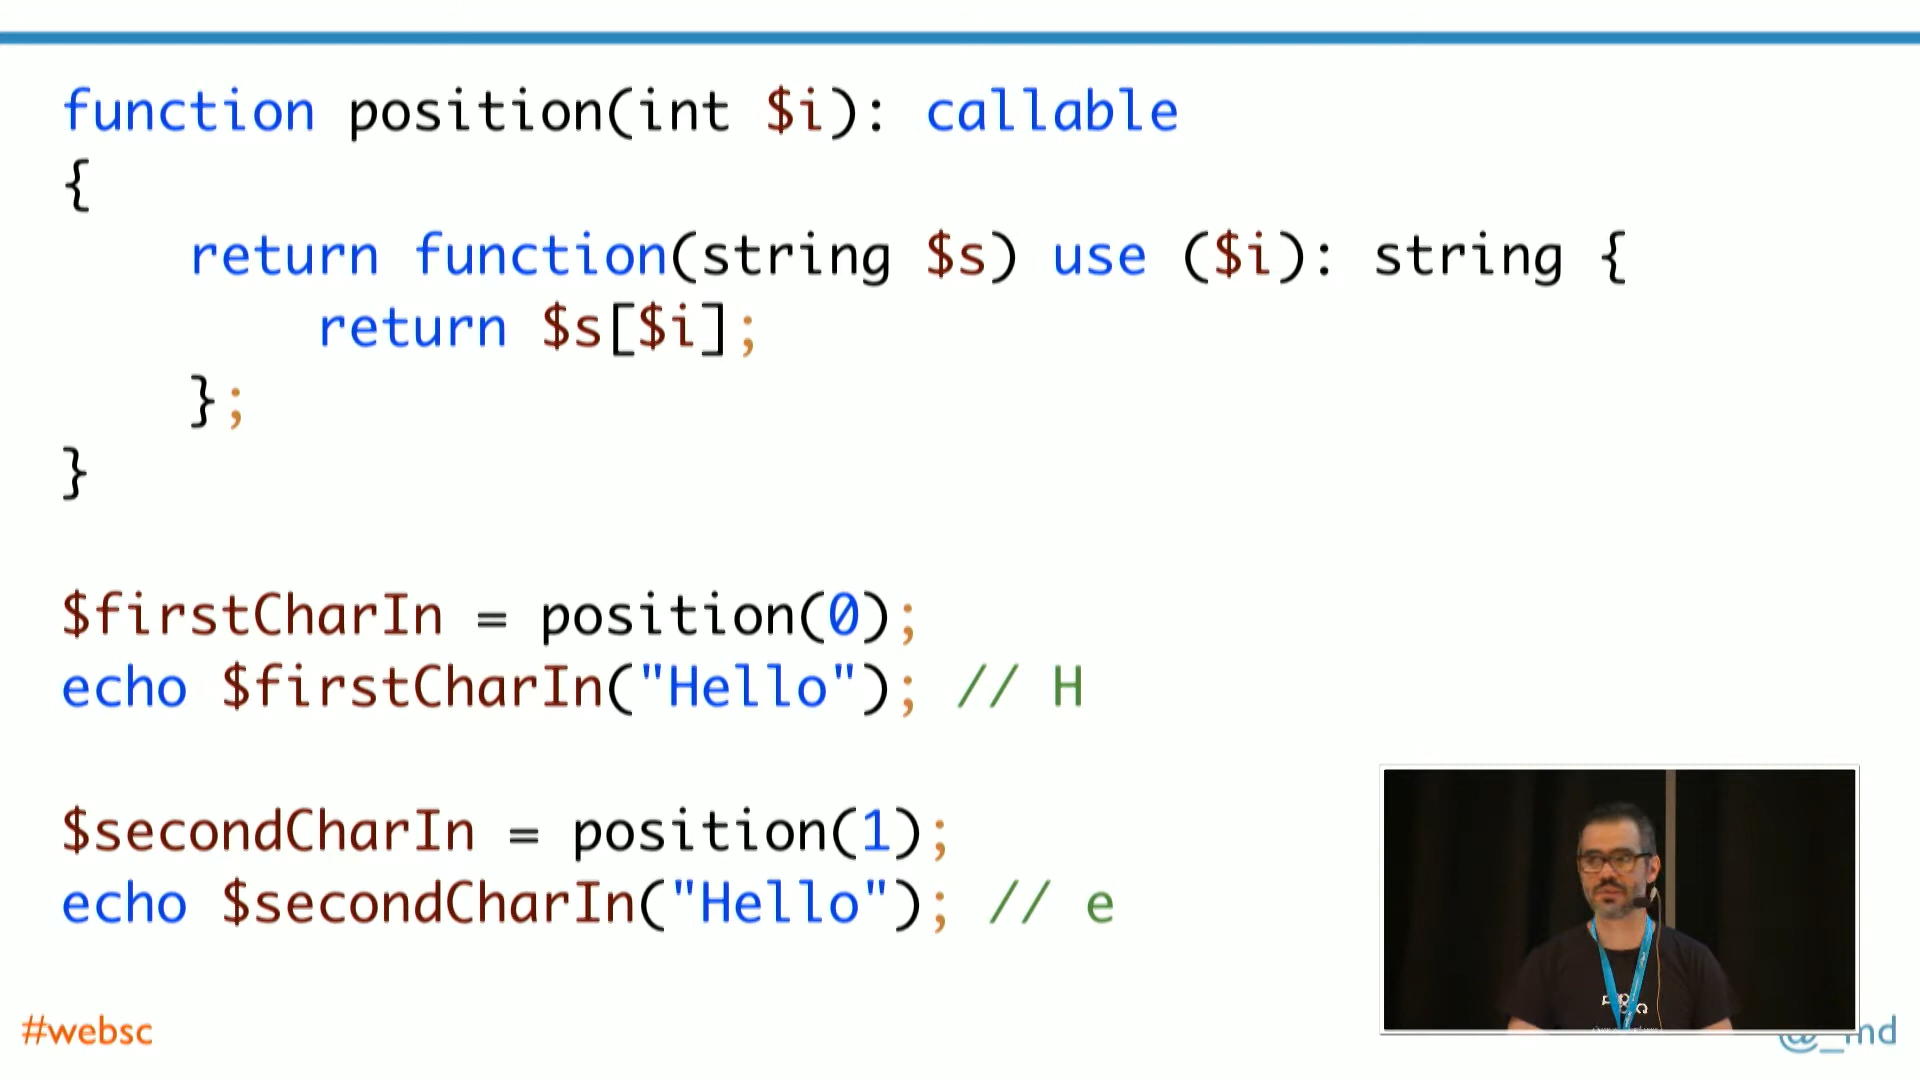 function position(int $i): callable
{
    return function(string $s) use ($i): string {
        return $s[$i];
    };
}
$firstCharIn = position(0);
echo $firstCharIn("Hello"); // H
$secondCharIn = position(1);
echo $secondCharIn("Hello"); // e
#websc